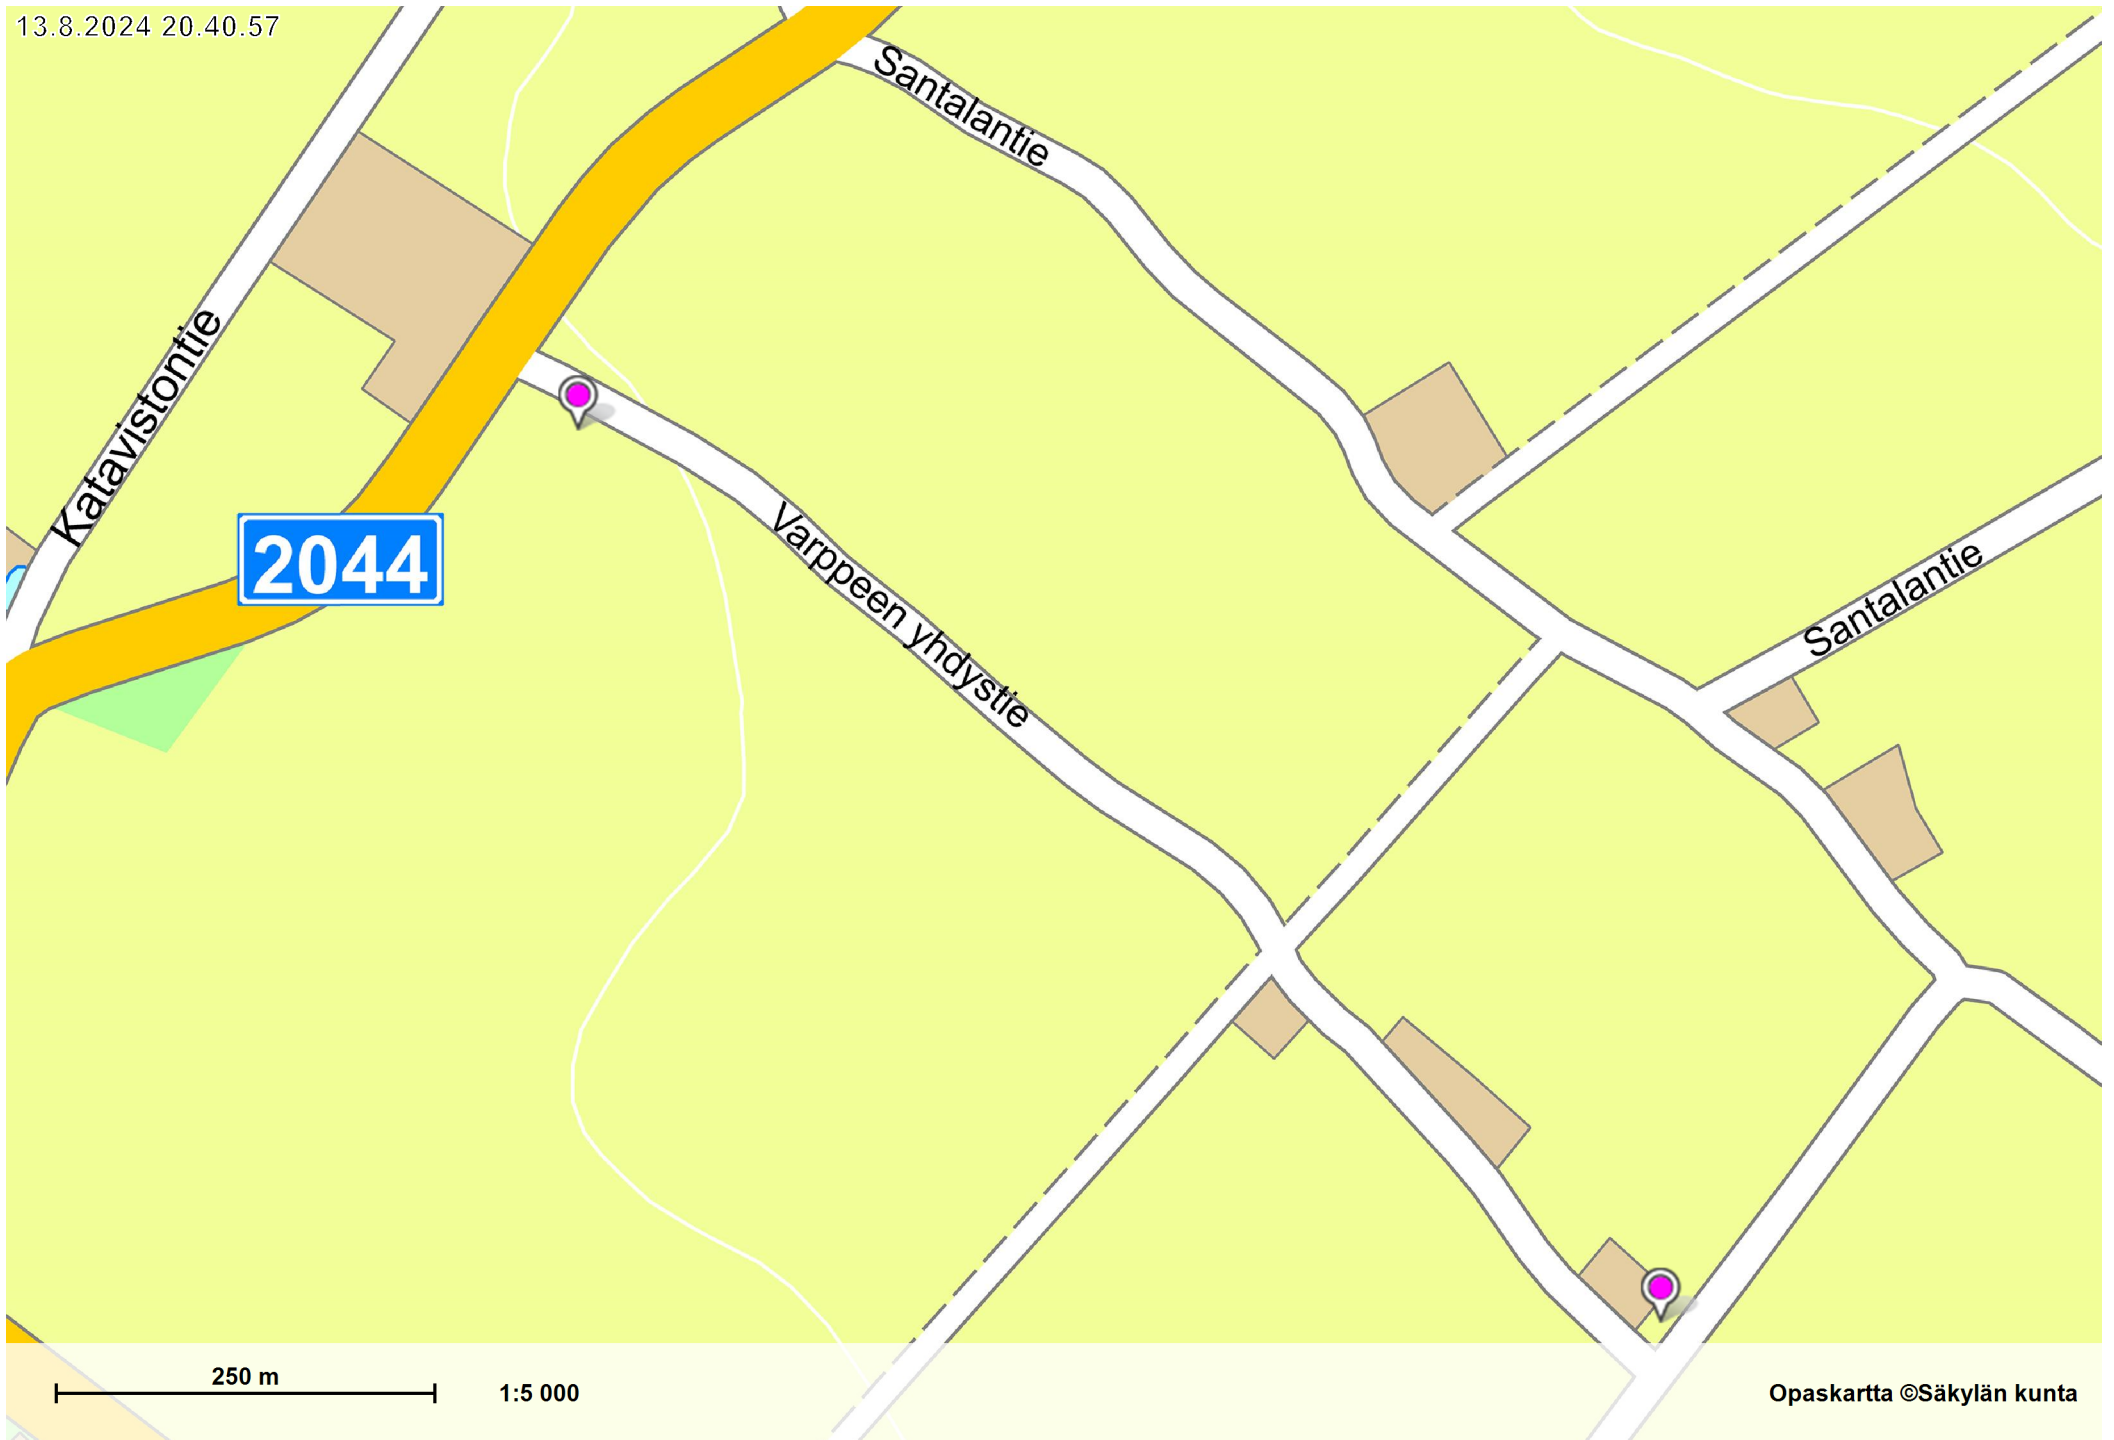 13.8.2024 20.40.57
Santalantie
Katavistontie
2044
Varppeen yhdystie
Santalantie
250 m
1:5 000
Opaskartta ©Säkylän kunta